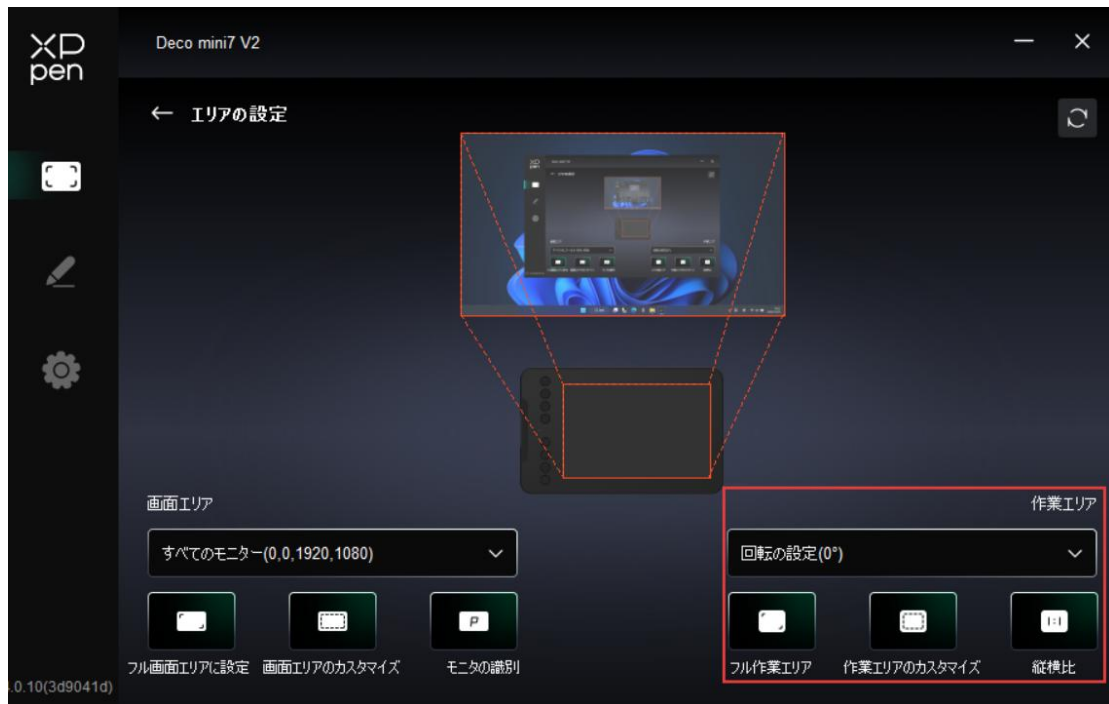 XP
pen
Deco mini7 V2
← エリアの設定
画面エリア
作業エリア
すべてのモニター(0,0,1920,1080)
回転の設定(0°)
P
1:1
フル画面エリアに設定
画面エリアのカスタマイズ
モニタの識別
フル作業エリア
作業エリアのカスタマイズ
縦横比
.0.10(3d9041d)